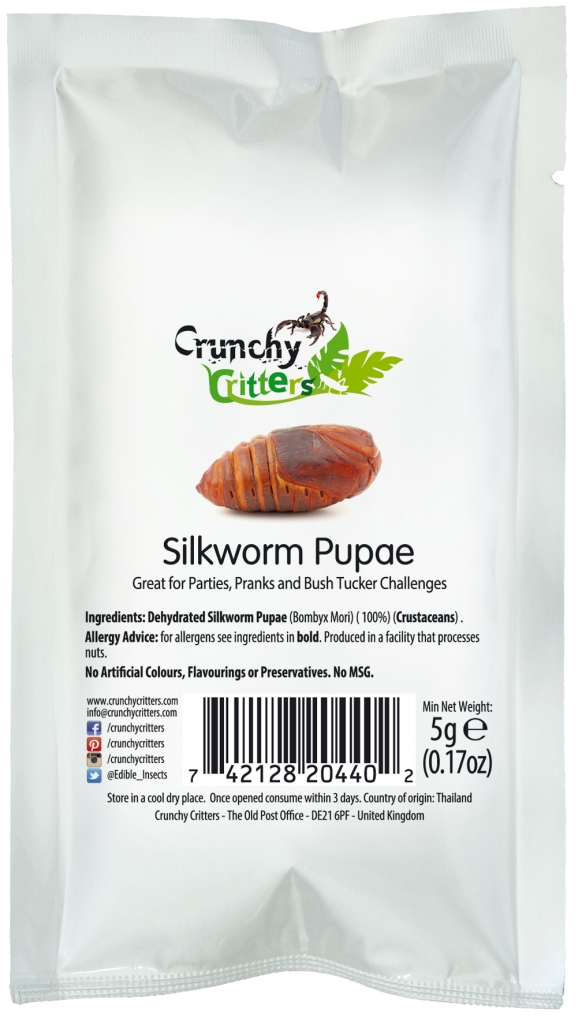 Crunchy
Critters
Silkworm Pupae
Great for Parties, Pranks and Bush Tucker Challenges
Ingredients: Dehydrated Silkworm Pupae (Bombyx Mori) ( 100%) (Crustaceans) .
Allergy Advice: for allergens see ingredients in bold. Produced in a facility that processes
nuts.
No Artificial Colours, Flavourings or Preservatives. No MSG.
www.crunchycritters.com
info@crunchycritters.com
/crunchycritters
/crunchycritters
/crunchycritters
@Edible_Insects
7 42128 20440 2
Min Net Weight:
5g ℮
(0.17oz)
Store in a cool dry place. Once opened consume within 3 days. Country of origin: Thailand
Crunchy Critters - The Old Post Office - DE21 6PF - United Kingdom